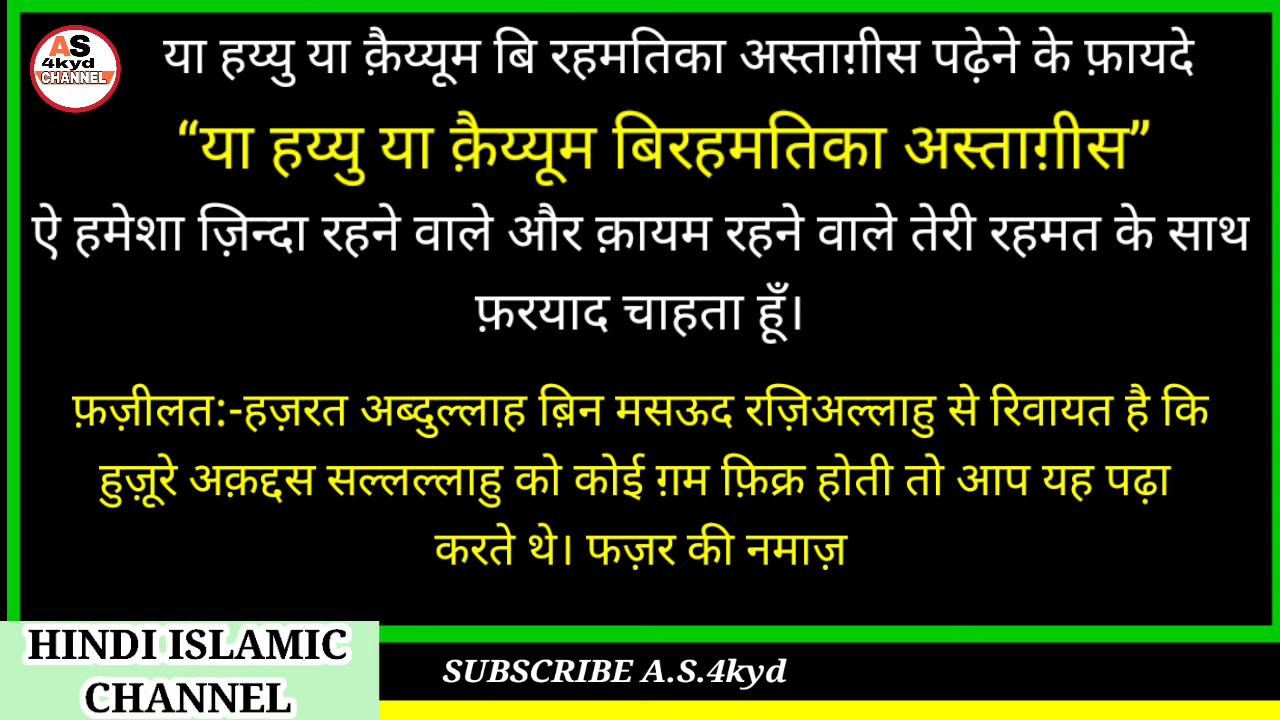 AS
4kyd
CHANNEL
या हय्यु या क़ैय्यूम बि रहमतिका अस्ताग़ीस पढ़ेने के फ़ायदे
“या हय्यु या क़ैय्यूम बिरहमतिका अस्ताग़ीस”
ऐ हमेशा ज़िन्दा रहने वाले और क़ायम रहने वाले तेरी रहमत के साथ
फ़रयाद चाहता हूँ।
फ़ज़ीलत:-हज़रत अब्दुल्लाह ब़िन मसऊद रज़िअल्लाहु से रिवायत है कि
हुज़ूरे अक़द्दस सल्लल्लाहु को कोई ग़म फ़िक्र होती तो आप यह पढ़ा
करते थे। फज़र की नमाज़
HINDI ISLAMIC
CHANNEL
SUBSCRIBE A.S.4kyd